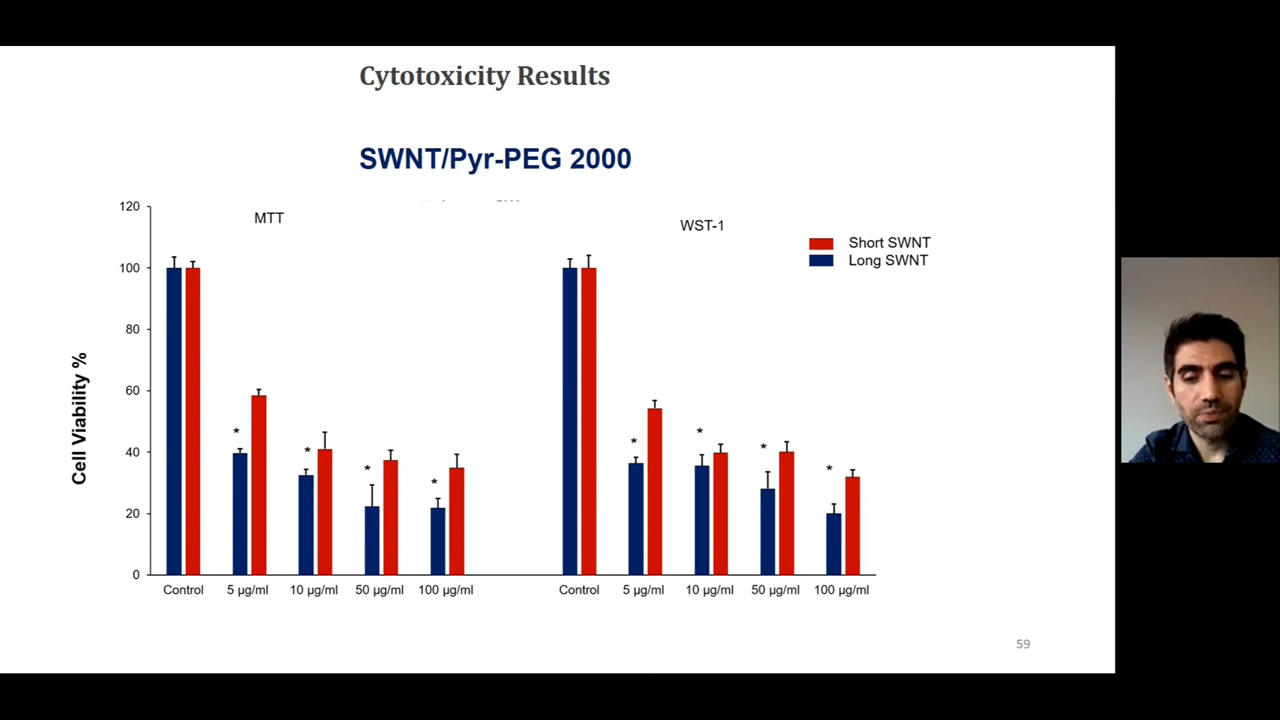 Cytotoxicity Results
SWNT/Pyr-PEG 2000
120
100
80
60
40
20
0
Cell Viability %
MTT
WST-1
Short SWNT
Long SWNT
* * * * * * * *
Control 5 µg/ml 10 µg/ml 50 µg/ml 100 µg/ml Control 5 µg/ml 10 µg/ml 50 µg/ml 100 µg/ml
59